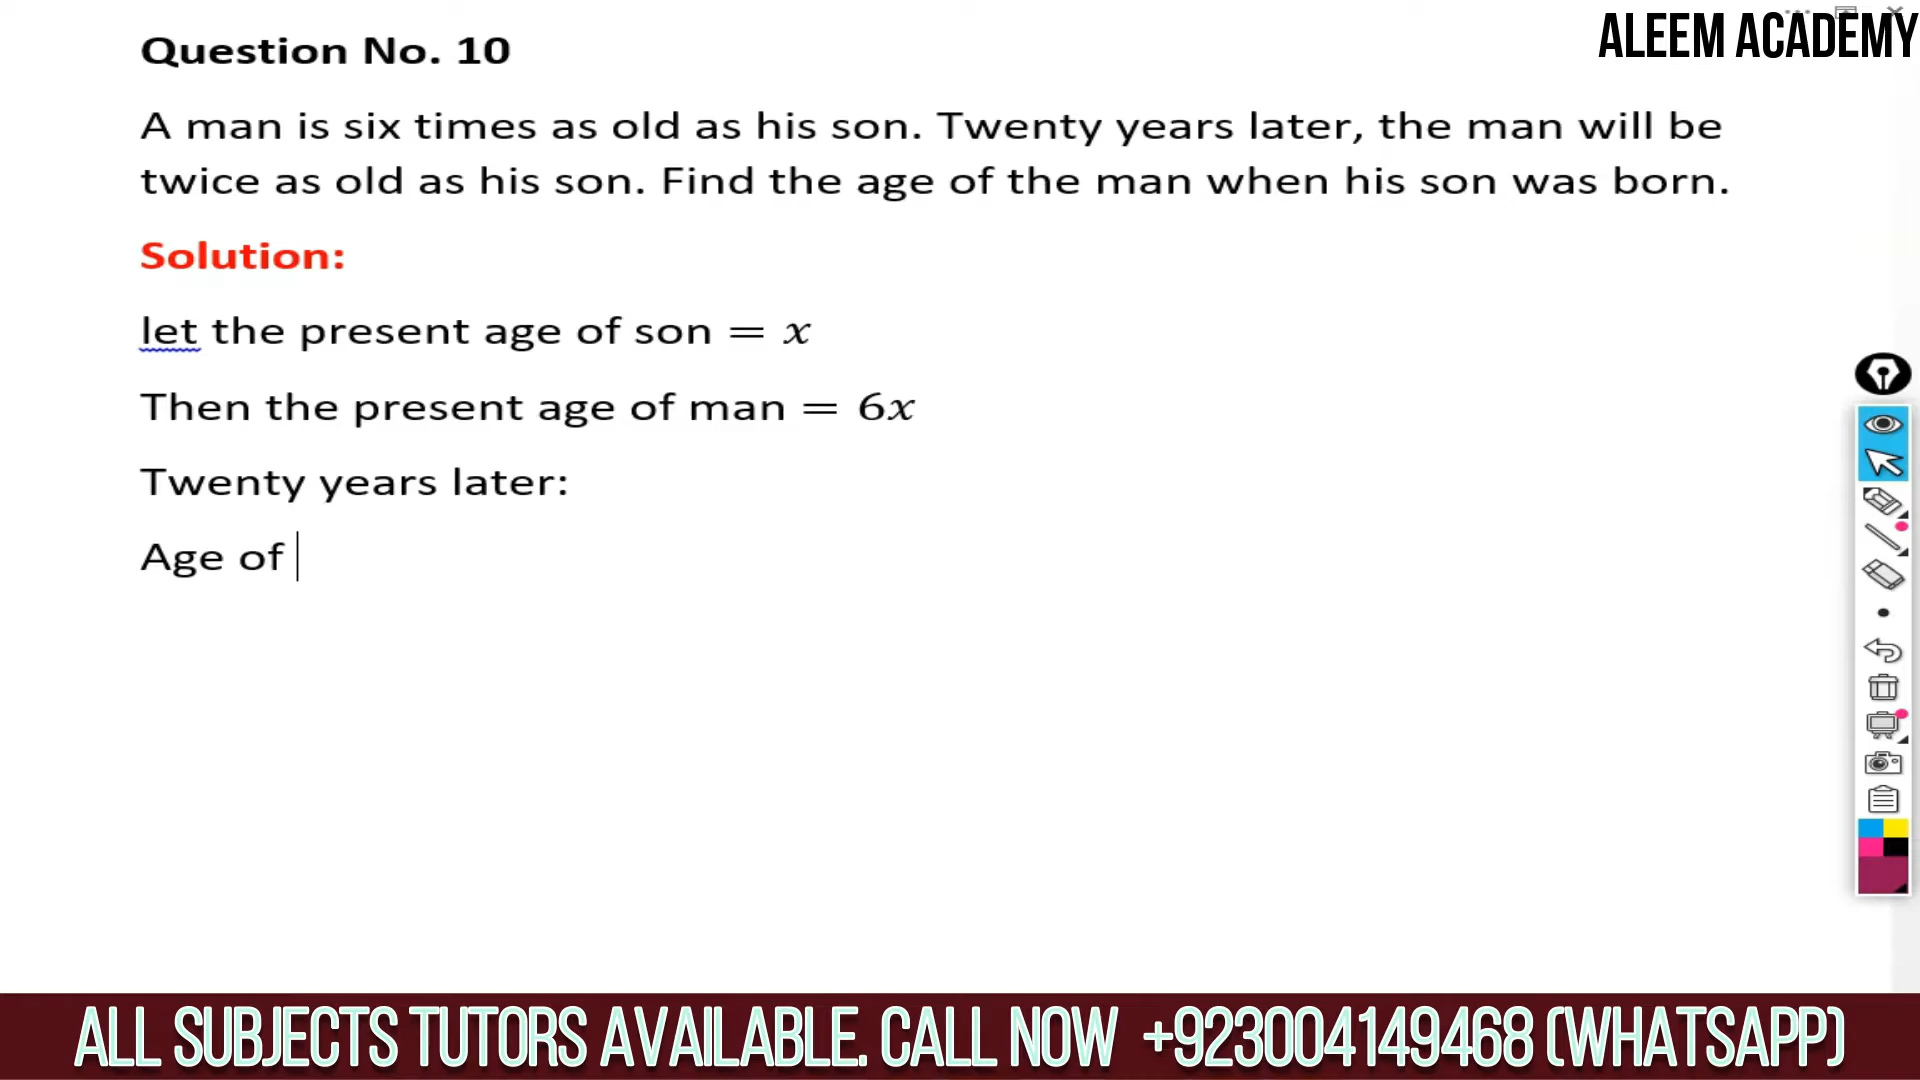 ALEEM ACADEMY
Question No. 10
A man is six times as old as his son. Twenty years later, the man will be
twice as old as his son. Find the age of the man when his son was born.
Solution:
let the present age of son = x
Then the present age of man = 6x
Twenty years later:
Age of
ALL SUBJECTS TUTORS AVAILABLE. CALL NOW +923004149468 (WHATSAPP)